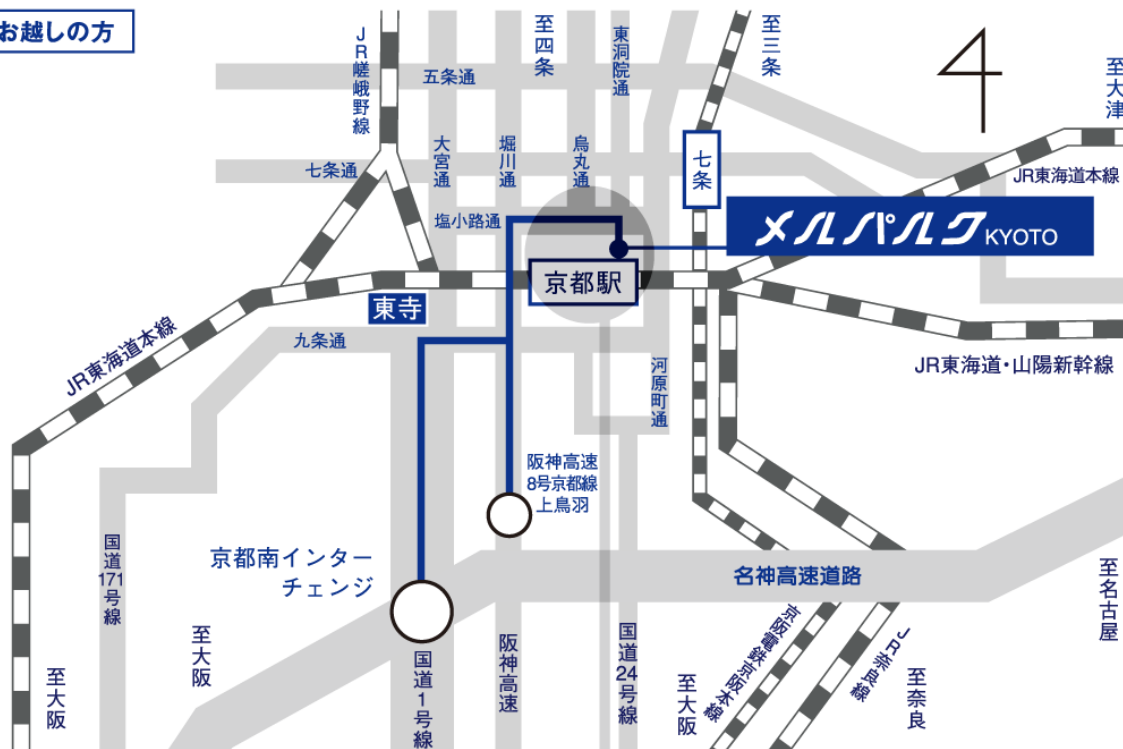 お越しの方
JR嵯峨野線
至四条
東洞院通
至三条
至大津
五条通
七条通
大宮通
堀川通
烏丸通
七条
JR東海道本線
塩小路通
メルパルクKYOTO
京都駅
東寺
九条通
JR東海道本線
河原町通
JR東海道・山陽新幹線
阪神高速
8号京都線
上鳥羽
国道171号線
京都南インター
チェンジ
名神高速道路
至名古屋
至大阪
至大阪
国道1号線
阪神高速
国道24号線
至大阪
京阪電鉄京阪本線
JR奈良線
至奈良